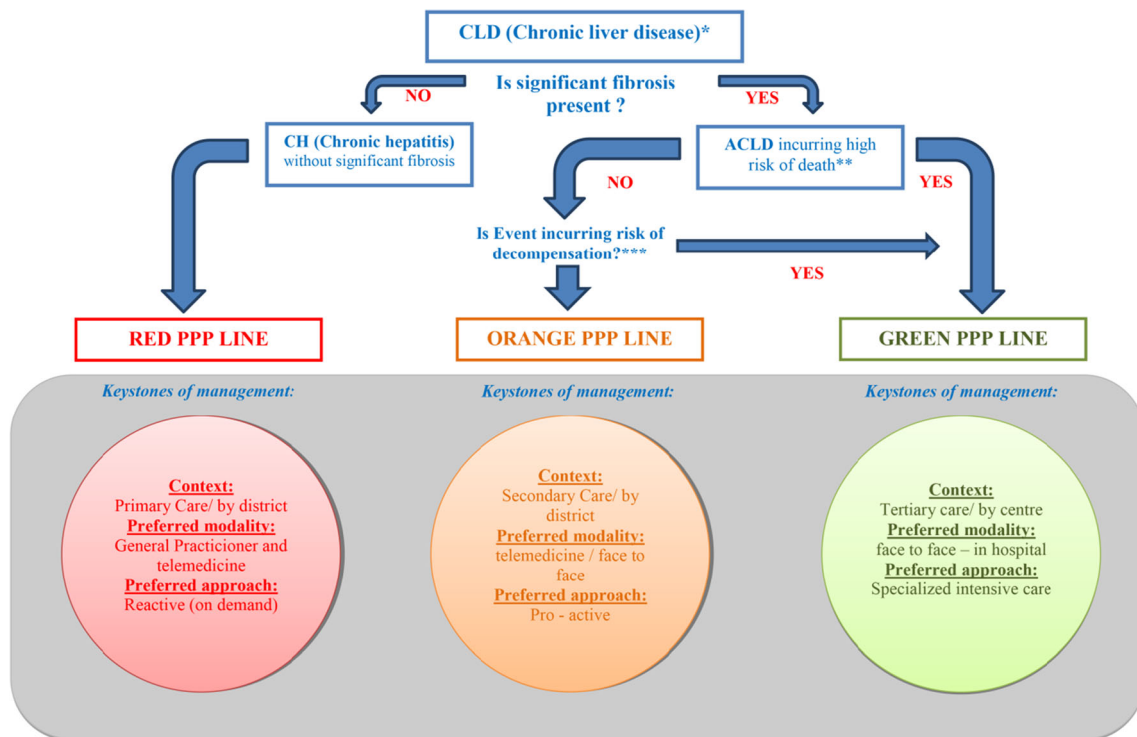 CLD (Chronic liver disease)*
Is significant fibrosis
present ?
NO
YES
CH (Chronic hepatitis)
without significant fibrosis
ACLD incurring high
risk of death**
NO
YES
Is Event incurring risk of
decompensation?***
YES
RED PPP LINE
ORANGE PPP LINE
GREEN PPP LINE
Keystones of management:
Keystones of management:
Keystones of management:
Context:
Primary Care/ by district
Preferred modality:
General Practicioner and
telemedicine
Preferred approach:
Reactive (on demand)
Context:
Secondary Care/ by
district
Preferred modality:
telemedicine / face to
face
Preferred approach:
Pro - active
Context:
Tertiary care/ by centre
Preferred modality:
face to face – in hospital
Preferred approach:
Specialized intensive care